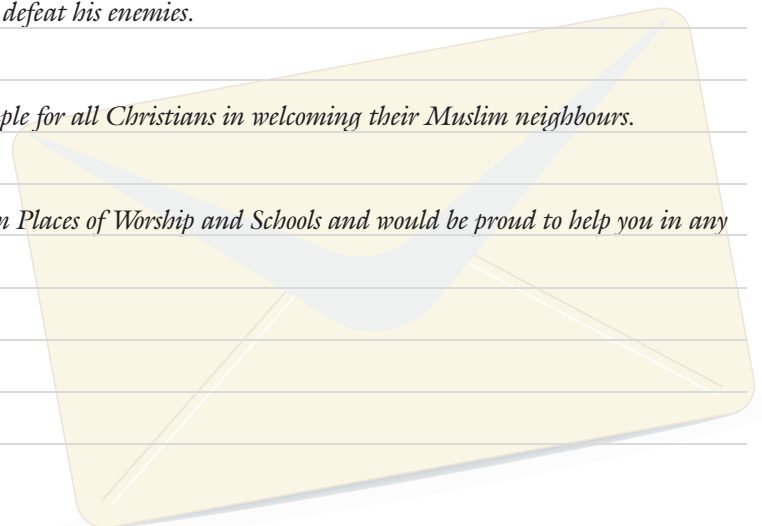 defeat his enemies.
ple for all Christians in welcoming their Muslim neighbours.
n Places of Worship and Schools and would be proud to help you in any